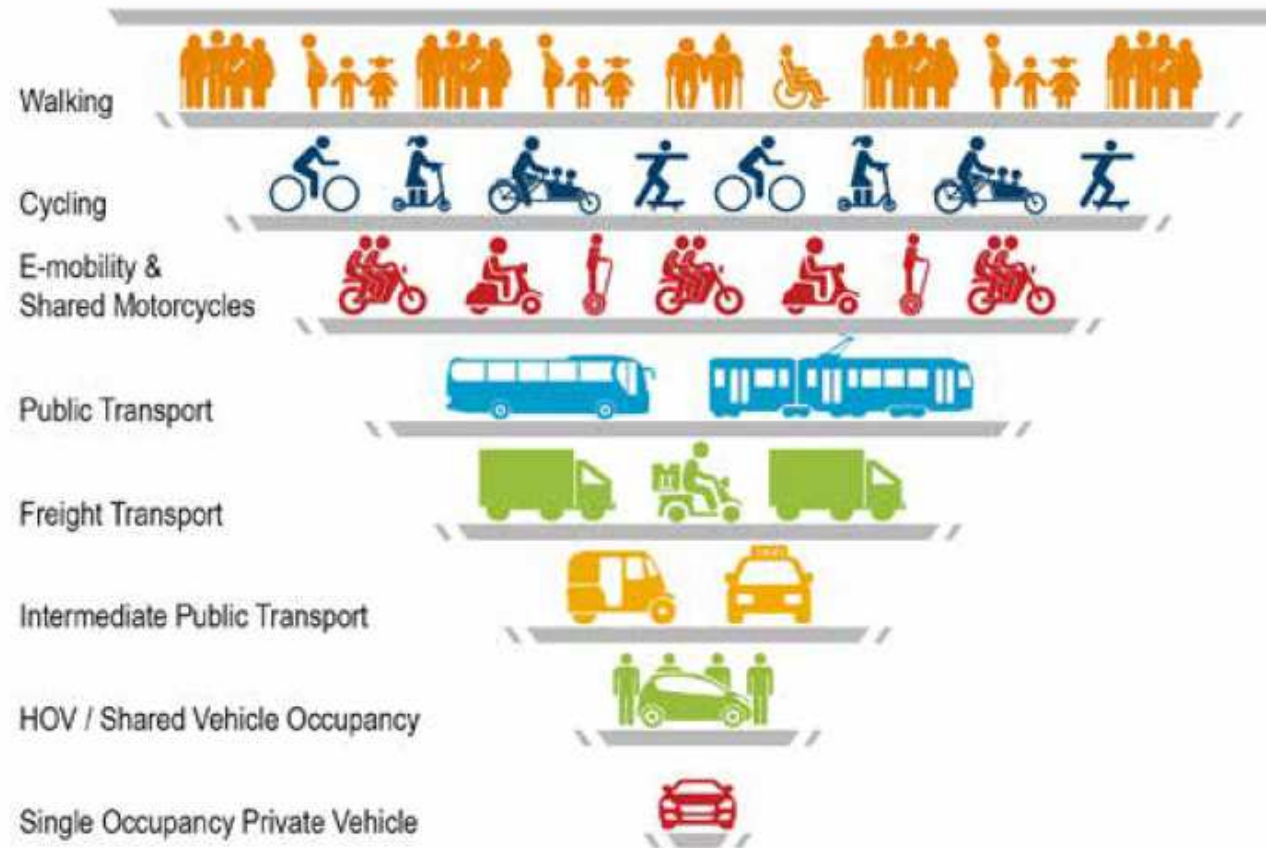 Walking
Cycling
E-mobility &
Shared Motorcycles
Public Transport
Freight Transport
TAXI
Intermediate Public Transport
HOV / Shared Vehicle Occupancy
Single Occupancy Private Vehicle